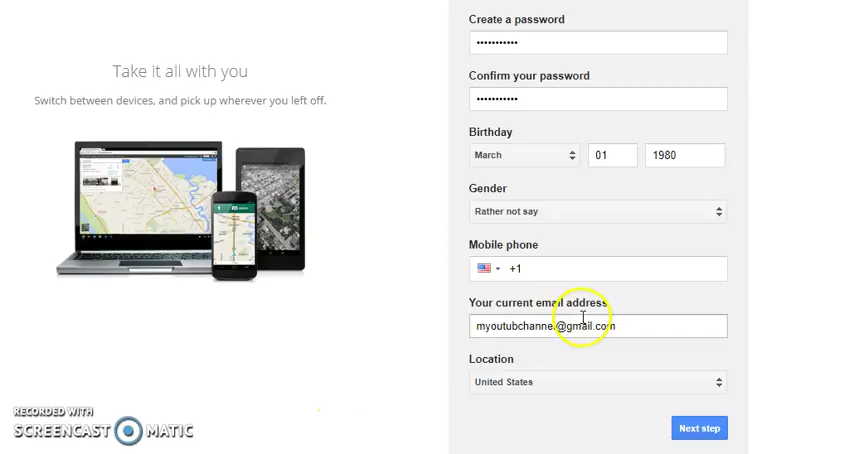 Take it all with you
Switch between devices, and pick up wherever you left off.
RECORDED WITH
SCREENCAST MATIC
Create a password
•••••••••••
Confirm your password
•••••••••••
Birthday
March 01 1980
Gender
Rather not say
Mobile phone
+1
Your current email address
myoutubchannel@gmail.com
Location
United States
Next step